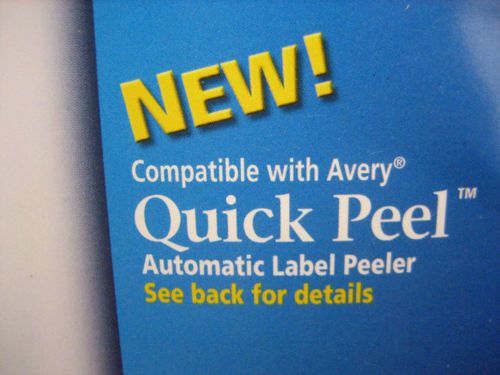 NEW!
Compatible with Avery®
Quick Peel™
Automatic Label Peeler
See back for details